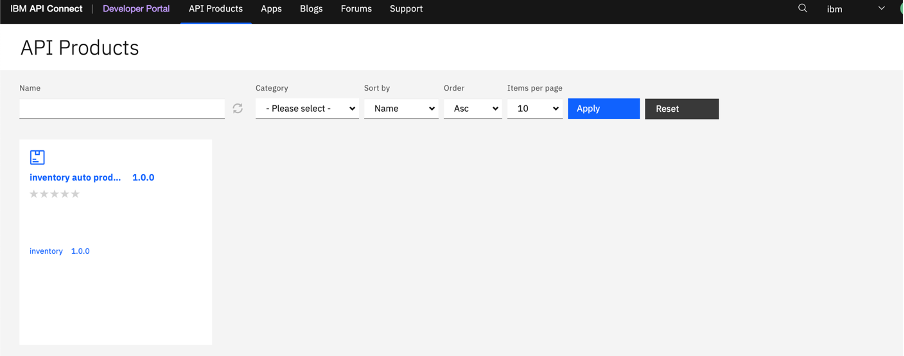 IBM API Connect Developer Portal API Products Apps Blogs Forums Support ibm
API Products
Name Category Sort by Order Items per page
- Please select - Name Asc 10 Apply Reset
inventory auto prod... 1.0.0
inventory 1.0.0